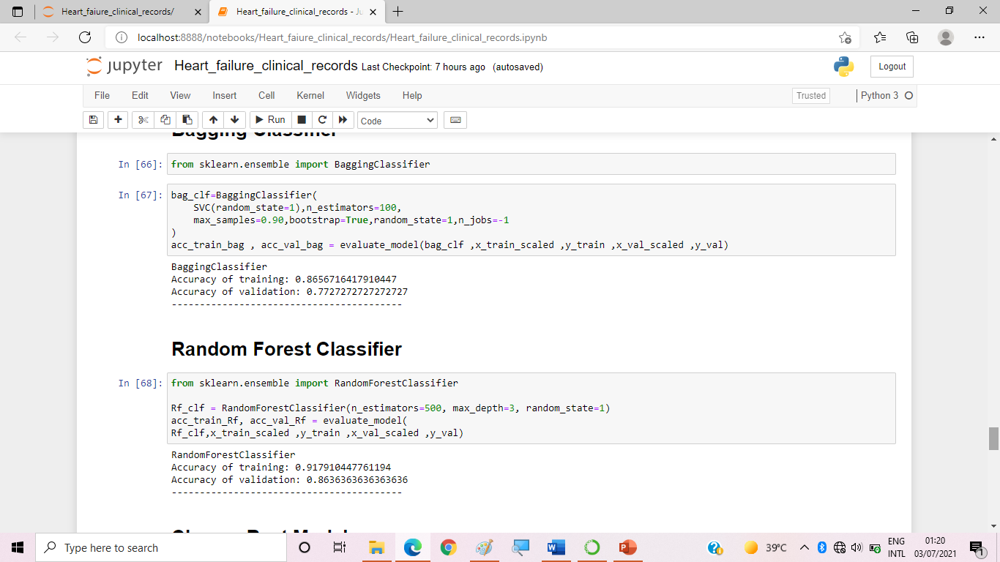 Heart_faiure_clinical_records/
Heart_failure_clinical_records - Ju
localhost:8888/notebooks/Heart_faiure_clinical_records/Heart_failure_clinical_records.ipynb
jupyter Heart_failure_clinical_records Last Checkpoint: 7 hours ago (autosaved)
Logout
File Edit View Insert Cell Kernel Widgets Help
Trusted
Python 3
Run
Code
Bagging Classifier
In [66]: from sklearn.ensemble import BaggingClassifier
In [67]: bag_clf=BaggingClassifier(
SVC(random_state=1),n_estimators=100,
max_samples=0.90,bootstrap=True,random_state=1,n_jobs=-1
)
acc_train_bag , acc_val_bag = evaluate_model(bag_clf ,x_train_scaled ,y_train ,x_val_scaled ,y_val)
BaggingClassifier
Accuracy of training: 0.8656716417910447
Accuracy of validation: 0.7727272727272727
-----------------------------------------
Random Forest Classifier
In [68]: from sklearn.ensemble import RandomForestClassifier
Rf_clf = RandomForestClassifier(n_estimators=500, max_depth=3, random_state=1)
acc_train_Rf, acc_val_Rf = evaluate_model(
Rf_clf,x_train_scaled ,y_train ,x_val_scaled ,y_val)
RandomForestClassifier
Accuracy of training: 0.917910447761194
Accuracy of validation: 0.8636363636363636
-----------------------------------------
Type here to search
39°C
ENG
INTL
01:20
03/07/2021
1